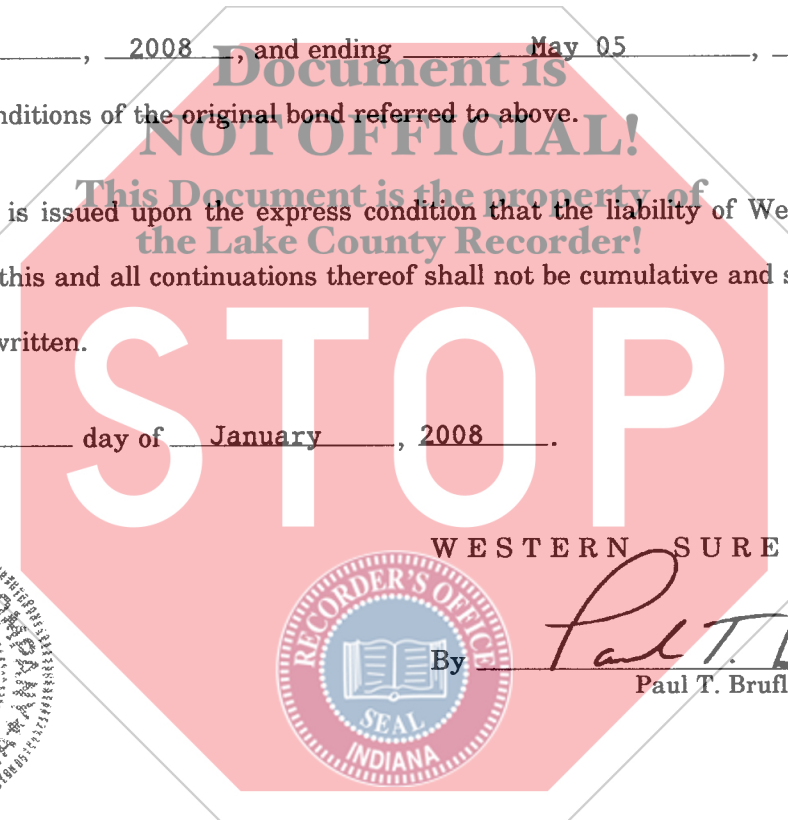 , 2008 , and ending May 05 ,
Document is
nditions of the original bond referred to above.
NOT OFFICIAL!
This Document is the property of
is issued upon the express condition that the liability of We
the Lake County Recorder!
this and all continuations thereof shall not be cumulative and s
written.
STOP
day of January , 2008 .
WESTERN SURE
RECORDER'S OFFICE
SEAL
INDIANA
By Paul T. B
Paul T. Brufl
MPANY